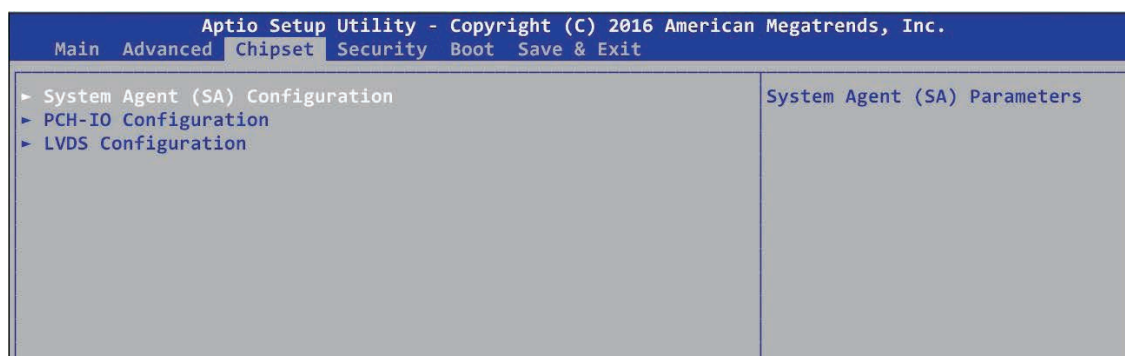 Aptio Setup Utility - Copyright (C) 2016 American Megatrends, Inc.
Main Advanced Chipset Security Boot Save & Exit
► System Agent (SA) Configuration
► PCH-IO Configuration
► LVDS Configuration
System Agent (SA) Parameters